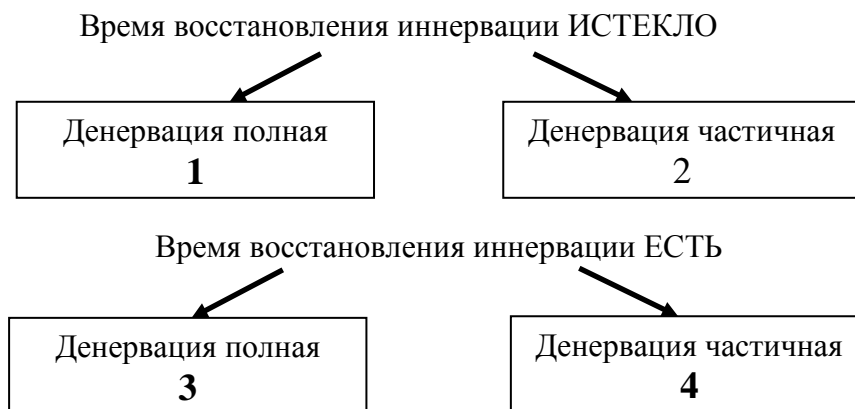 Время восстановления иннервации ИСТЕКЛО
Денервация полная
1
Денервация частичная
2
Время восстановления иннервации ЕСТЬ
Денервация полная
3
Денервация частичная
4